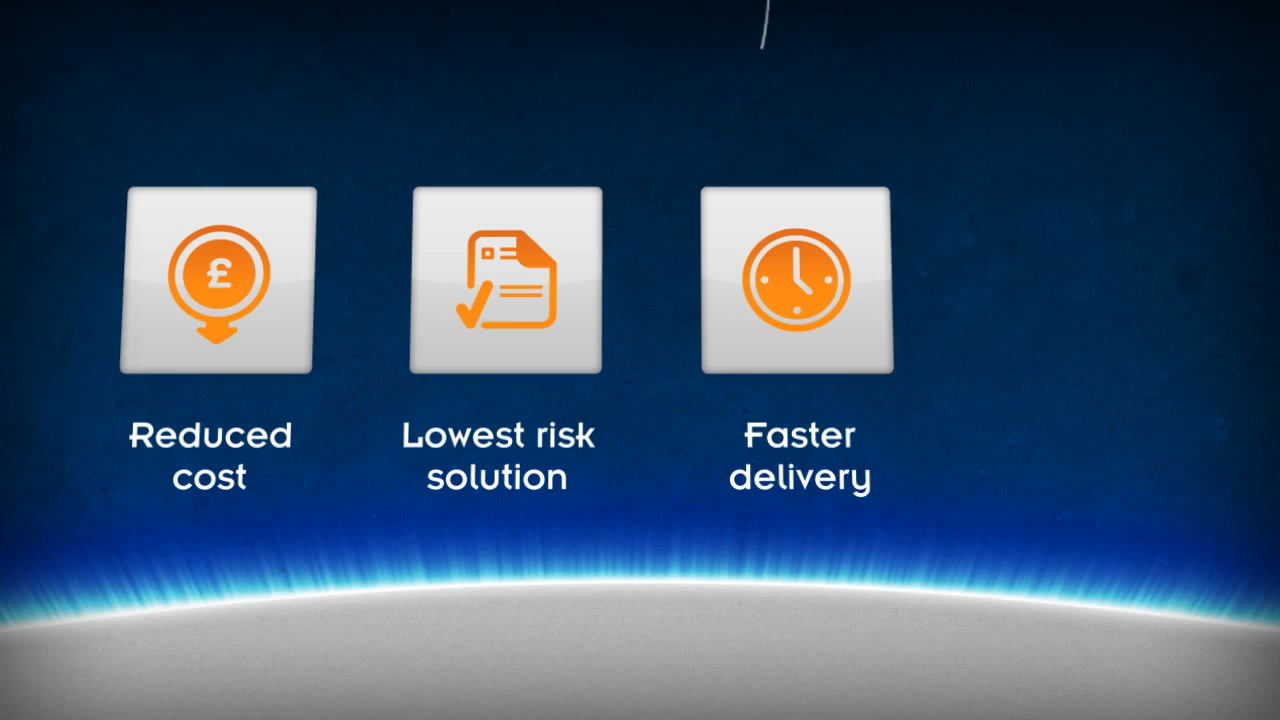 £
Reduced
cost
Lowest risk
solution
Faster
delivery